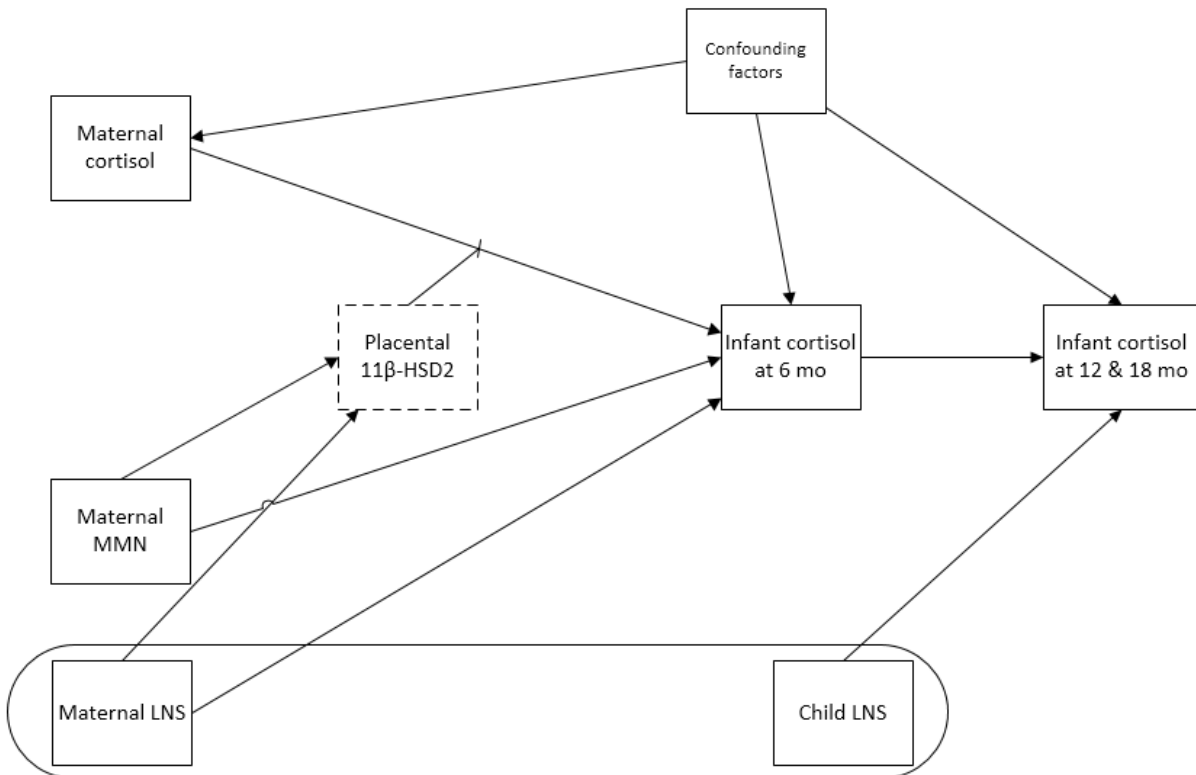 Confounding
factors
Maternal
cortisol
Placental
11β-HSD2
Infant cortisol
at 6 mo
Infant cortisol
at 12 & 18 mo
Maternal
MMN
Maternal LNS
Child LNS